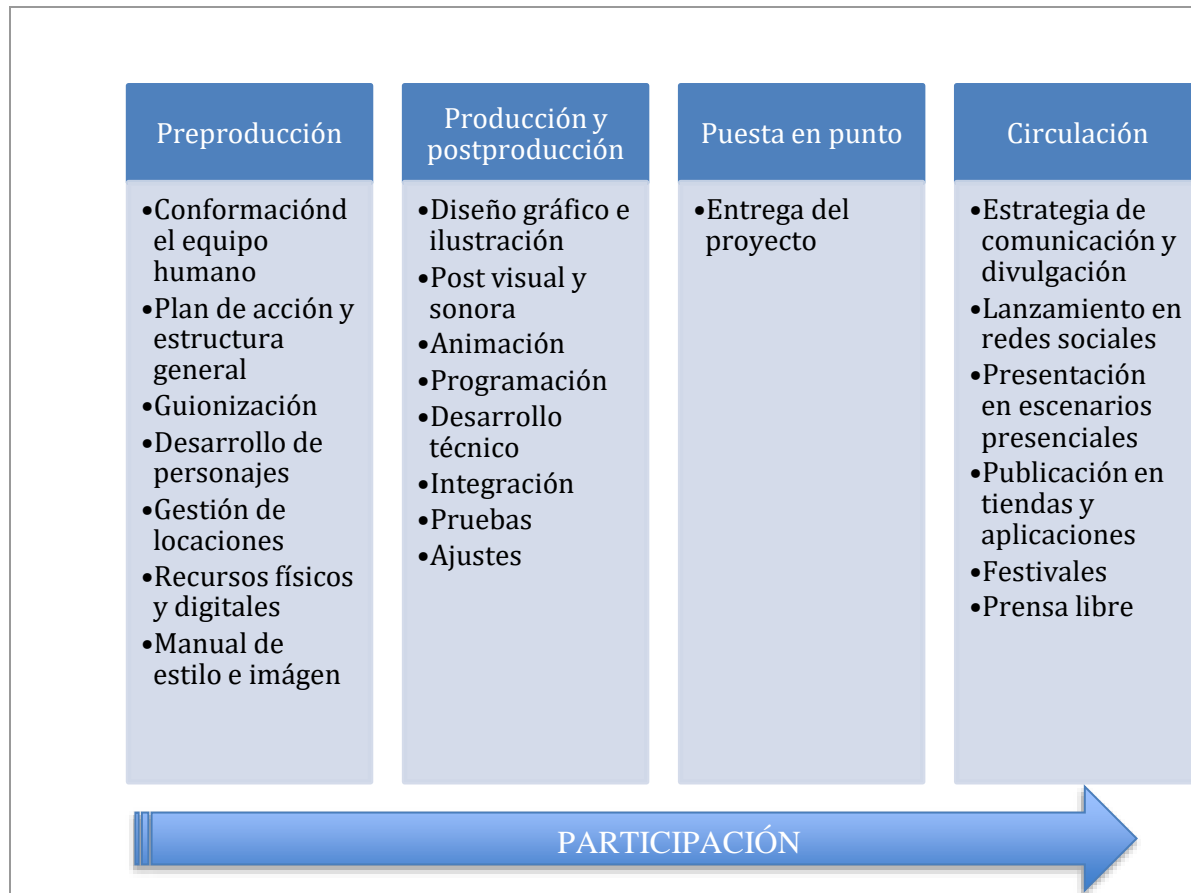 Preproducción
•Conformaciónd
el equipo
humano
•Plan de acción y
estructura
general
•Guionización
•Desarrollo de
personajes
•Gestión de
locaciones
•Recursos físicos
y digitales
•Manual de
estilo e imágen
Producción y
postproducción
•Diseño gráfico e
ilustración
•Post visual y
sonora
•Animación
•Programación
•Desarrollo
técnico
•Integración
•Pruebas
•Ajustes
Puesta en punto
•Entrega del
proyecto
Circulación
•Estrategia de
comunicación y
divulgación
•Lanzamiento en
redes sociales
•Presentación
en escenarios
presenciales
•Publicación en
tiendas y
aplicaciones
•Festivales
•Prensa libre
PARTICIPACIÓN